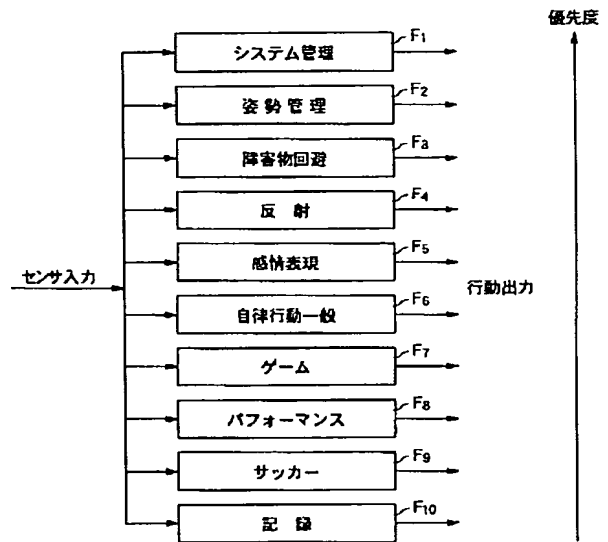 優先度
F1
システム管理
F2
姿勢管理
F3
障害物回避
F4
反射
F5
感情表現
センサ入力
行動出力
F6
自律行動一般
F7
ゲーム
F8
パフォーマンス
F9
サッカー
F10
記録